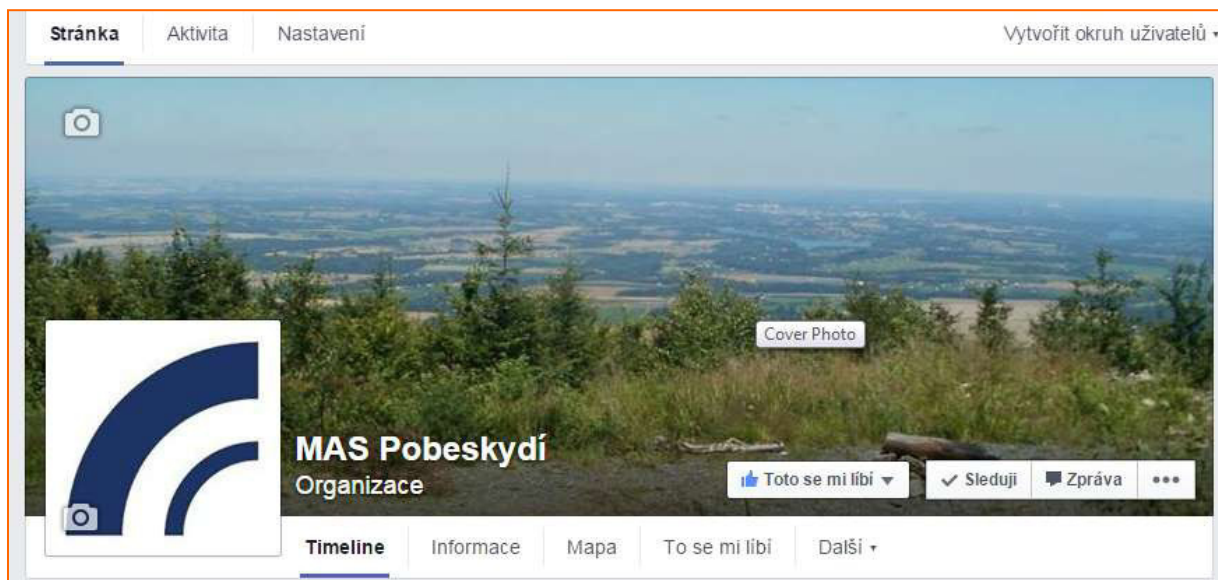 Stránka Aktivita Nastavení Vytvořit okruh uživatelů
Cover Photo
MAS Pobeskydí
Organizace
Toto se mi líbí Sleduji Zpráva •••
Timeline Informace Mapa To se mi líbí Další